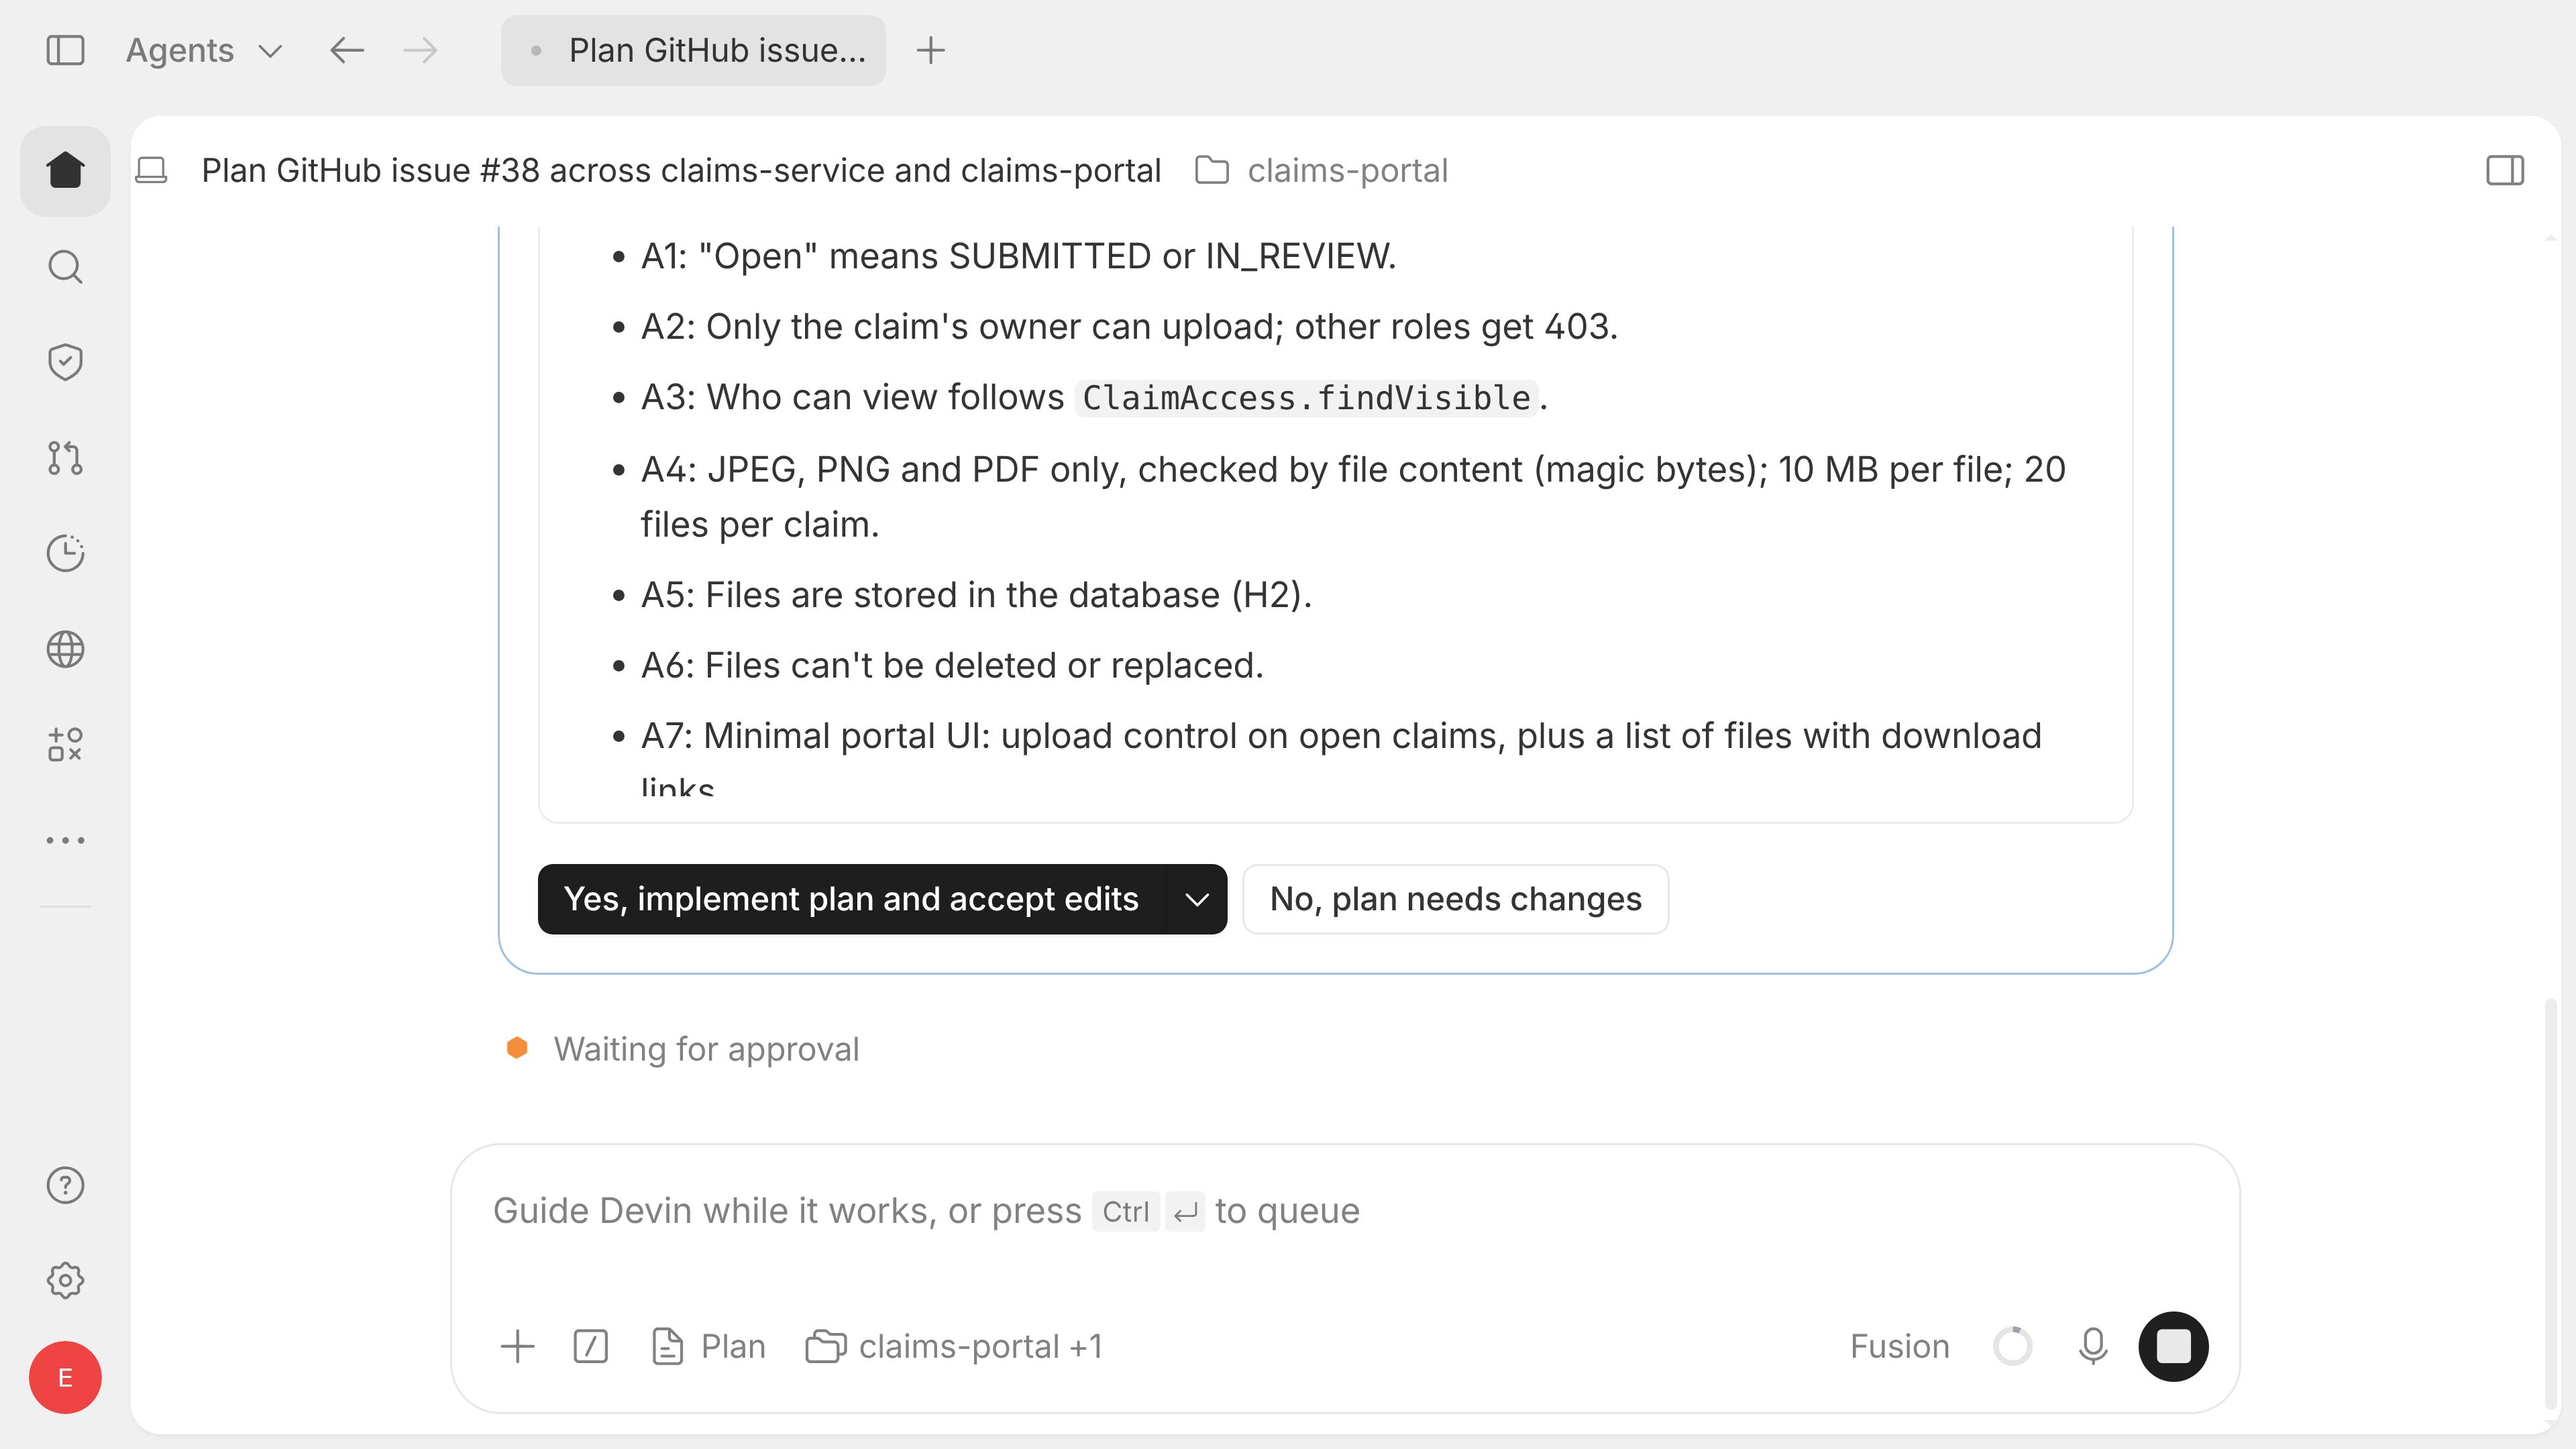 Agents
Plan GitHub issue...
Plan GitHub issue #38 across claims-service and claims-portal
claims-portal
• A1: "Open" means SUBMITTED or IN_REVIEW.
• A2: Only the claim's owner can upload; other roles get 403.
• A3: Who can view follows ClaimAccess.findVisible.
• A4: JPEG, PNG and PDF only, checked by file content (magic bytes); 10 MB per file; 20
files per claim.
• A5: Files are stored in the database (H2).
• A6: Files can't be deleted or replaced.
• A7: Minimal portal UI: upload control on open claims, plus a list of files with download
links
Yes, implement plan and accept edits
No, plan needs changes
Waiting for approval
Guide Devin while it works, or press Ctrl ↵ to queue
Plan
claims-portal +1
Fusion
E